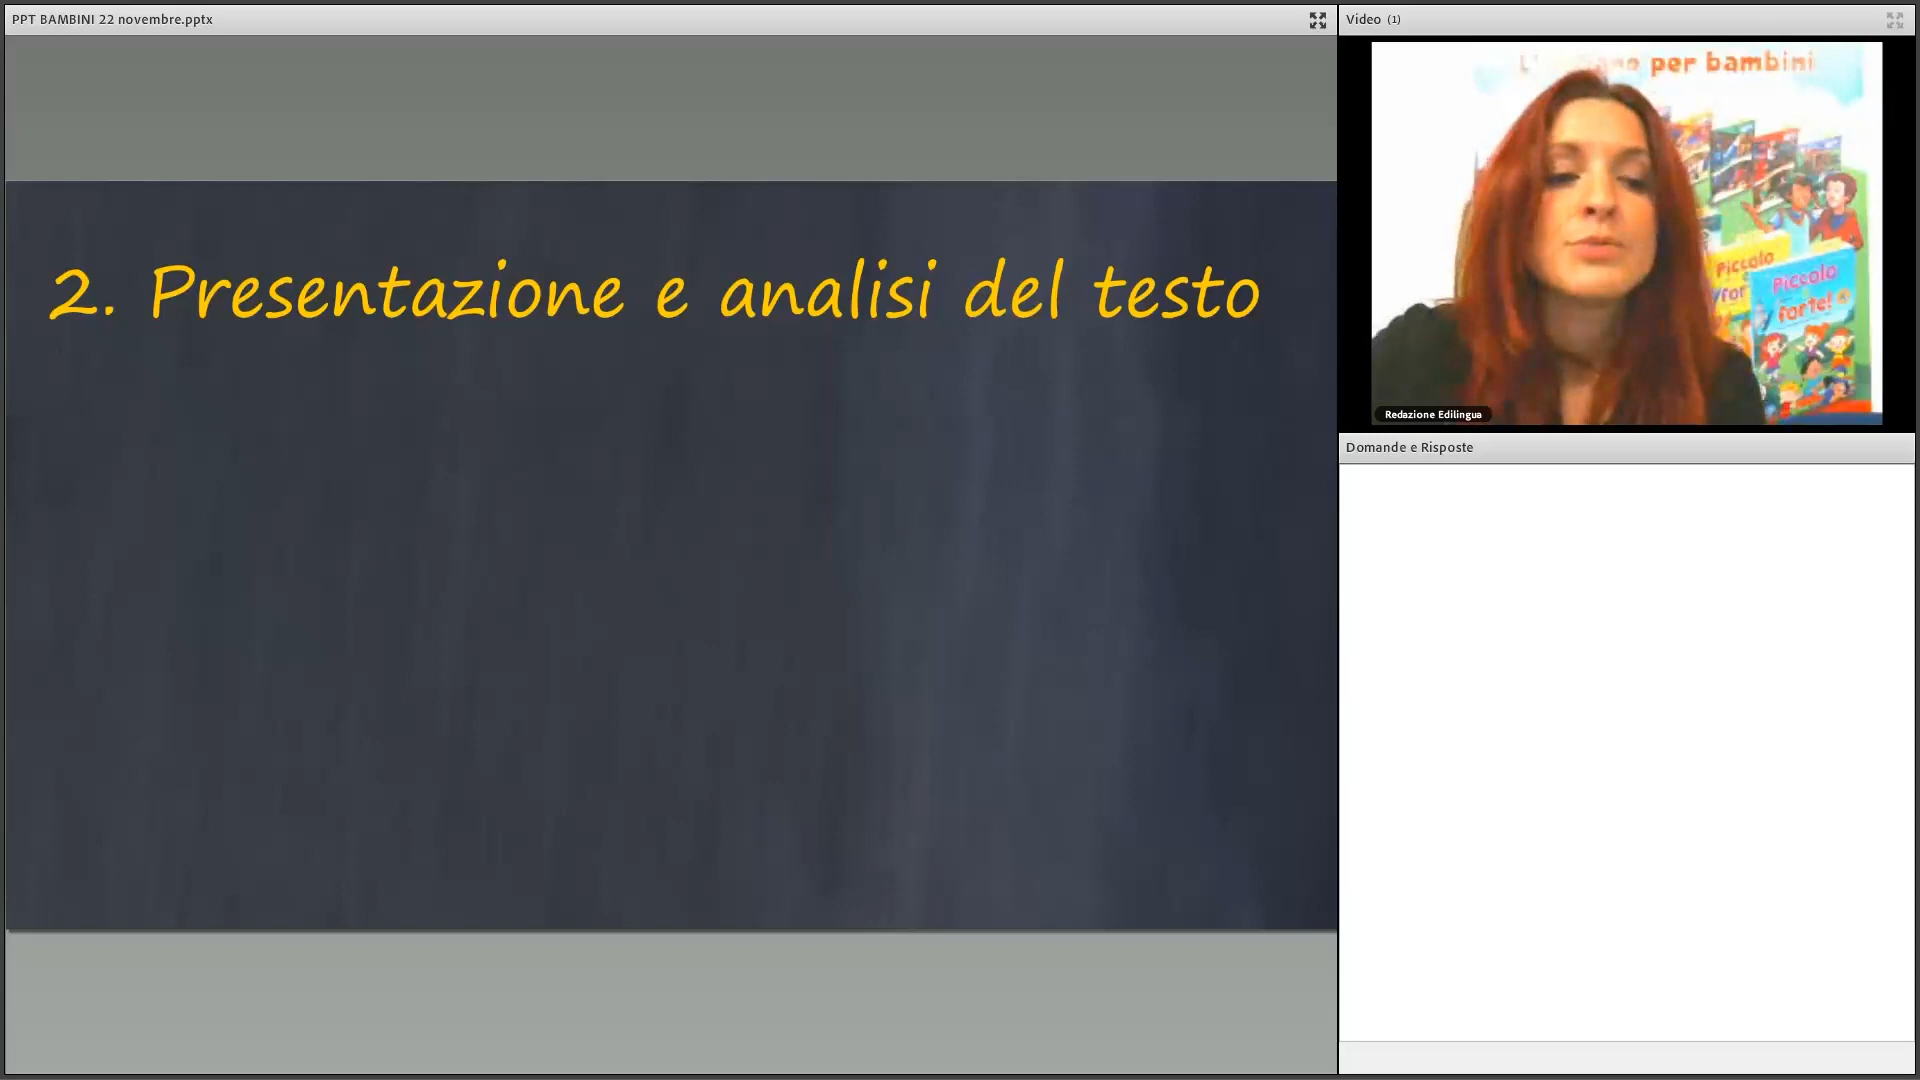 PPT BAMBINI 22 novembre.pptx
Video (1)
per bambini
Piccolo
Piccolo
forte!
Redazione Edilingua
Domande e Risposte
2. Presentazione e analisi del testo